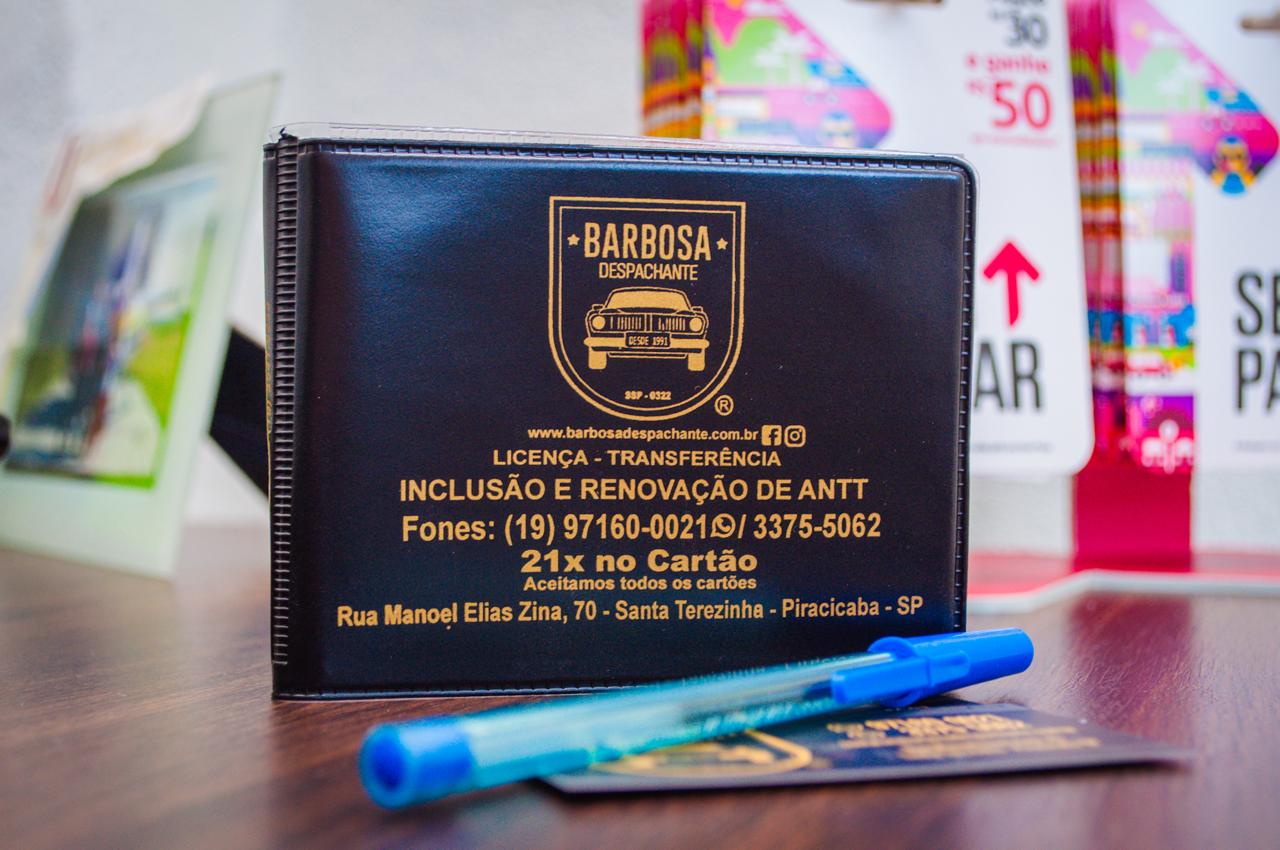 30
e ganhe
R$ 50
BARBOSA
DESPACHANTE
DESDE 1991
SSP - 0322
®
www.barbosadespachante.com.br
LICENÇA - TRANSFERÊNCIA
INCLUSÃO E RENOVAÇÃO DE ANTT
Fones: (19) 97160-0021 / 3375-5062
21x no Cartão
Aceitamos todos os cartões
Rua Manoel Elias Zina, 70 - Santa Terezinha - Piracicaba - SP
AR
SE
PA